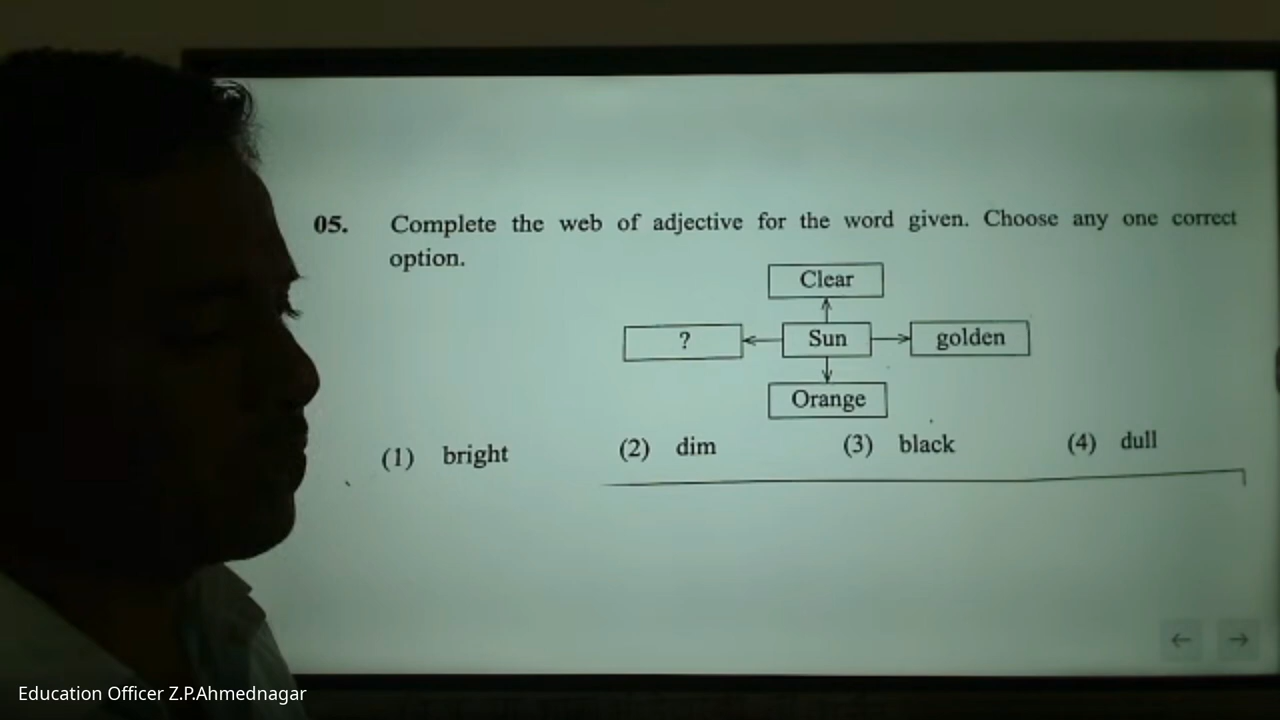 05. Complete the web of adjective for the word given. Choose any one correct
option.
Clear
? Sun golden
Orange
(1) bright (2) dim (3) black (4) dull
Education Officer Z.P.Ahmednagar